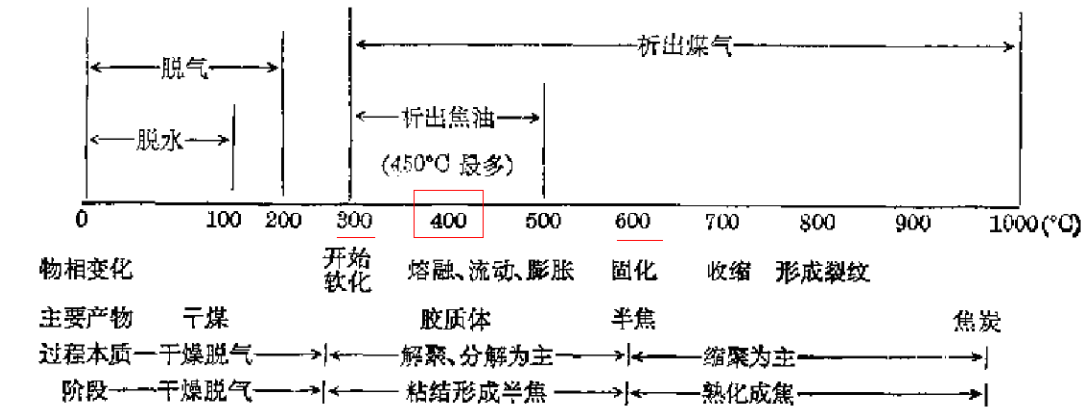 析出煤气
脱气
析出焦油
脱水
(450°C 最多)
0 100 200 300 400 500 600 700 800 900 1000(°C)
物相变化 开始软化 熔融、流动、膨胀 固化 收缩 形成裂纹
主要产物 干煤 胶质体 半焦 焦炭
过程本质 干燥脱气 解聚、分解为主 缩聚为主
阶段 干燥脱气 粘结形成半焦 熟化成焦